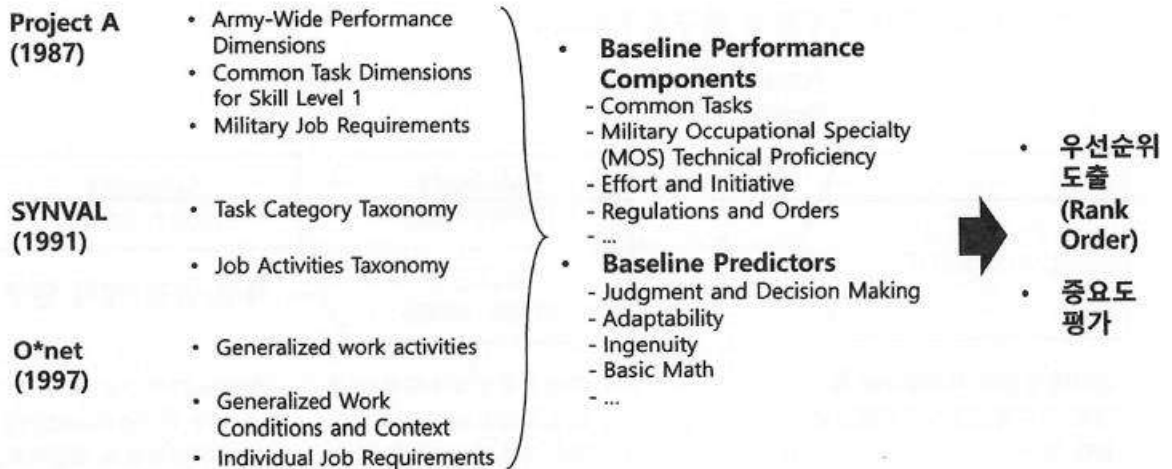 Project A
(1987)
• Army-Wide Performance
Dimensions
• Common Task Dimensions
for Skill Level 1
• Military Job Requirements
SYNVAL
(1991)
• Task Category Taxonomy
• Job Activities Taxonomy
O*net
(1997)
• Generalized work activities
• Generalized Work
Conditions and Context
• Individual Job Requirements
• Baseline Performance
Components
- Common Tasks
- Military Occupational Specialty
(MOS) Technical Proficiency
- Effort and Initiative
- Regulations and Orders
- ...
• Baseline Predictors
- Judgment and Decision Making
- Adaptability
- Ingenuity
- Basic Math
- ...
• 우선순위
도출
(Rank
Order)
• 중요도
평가